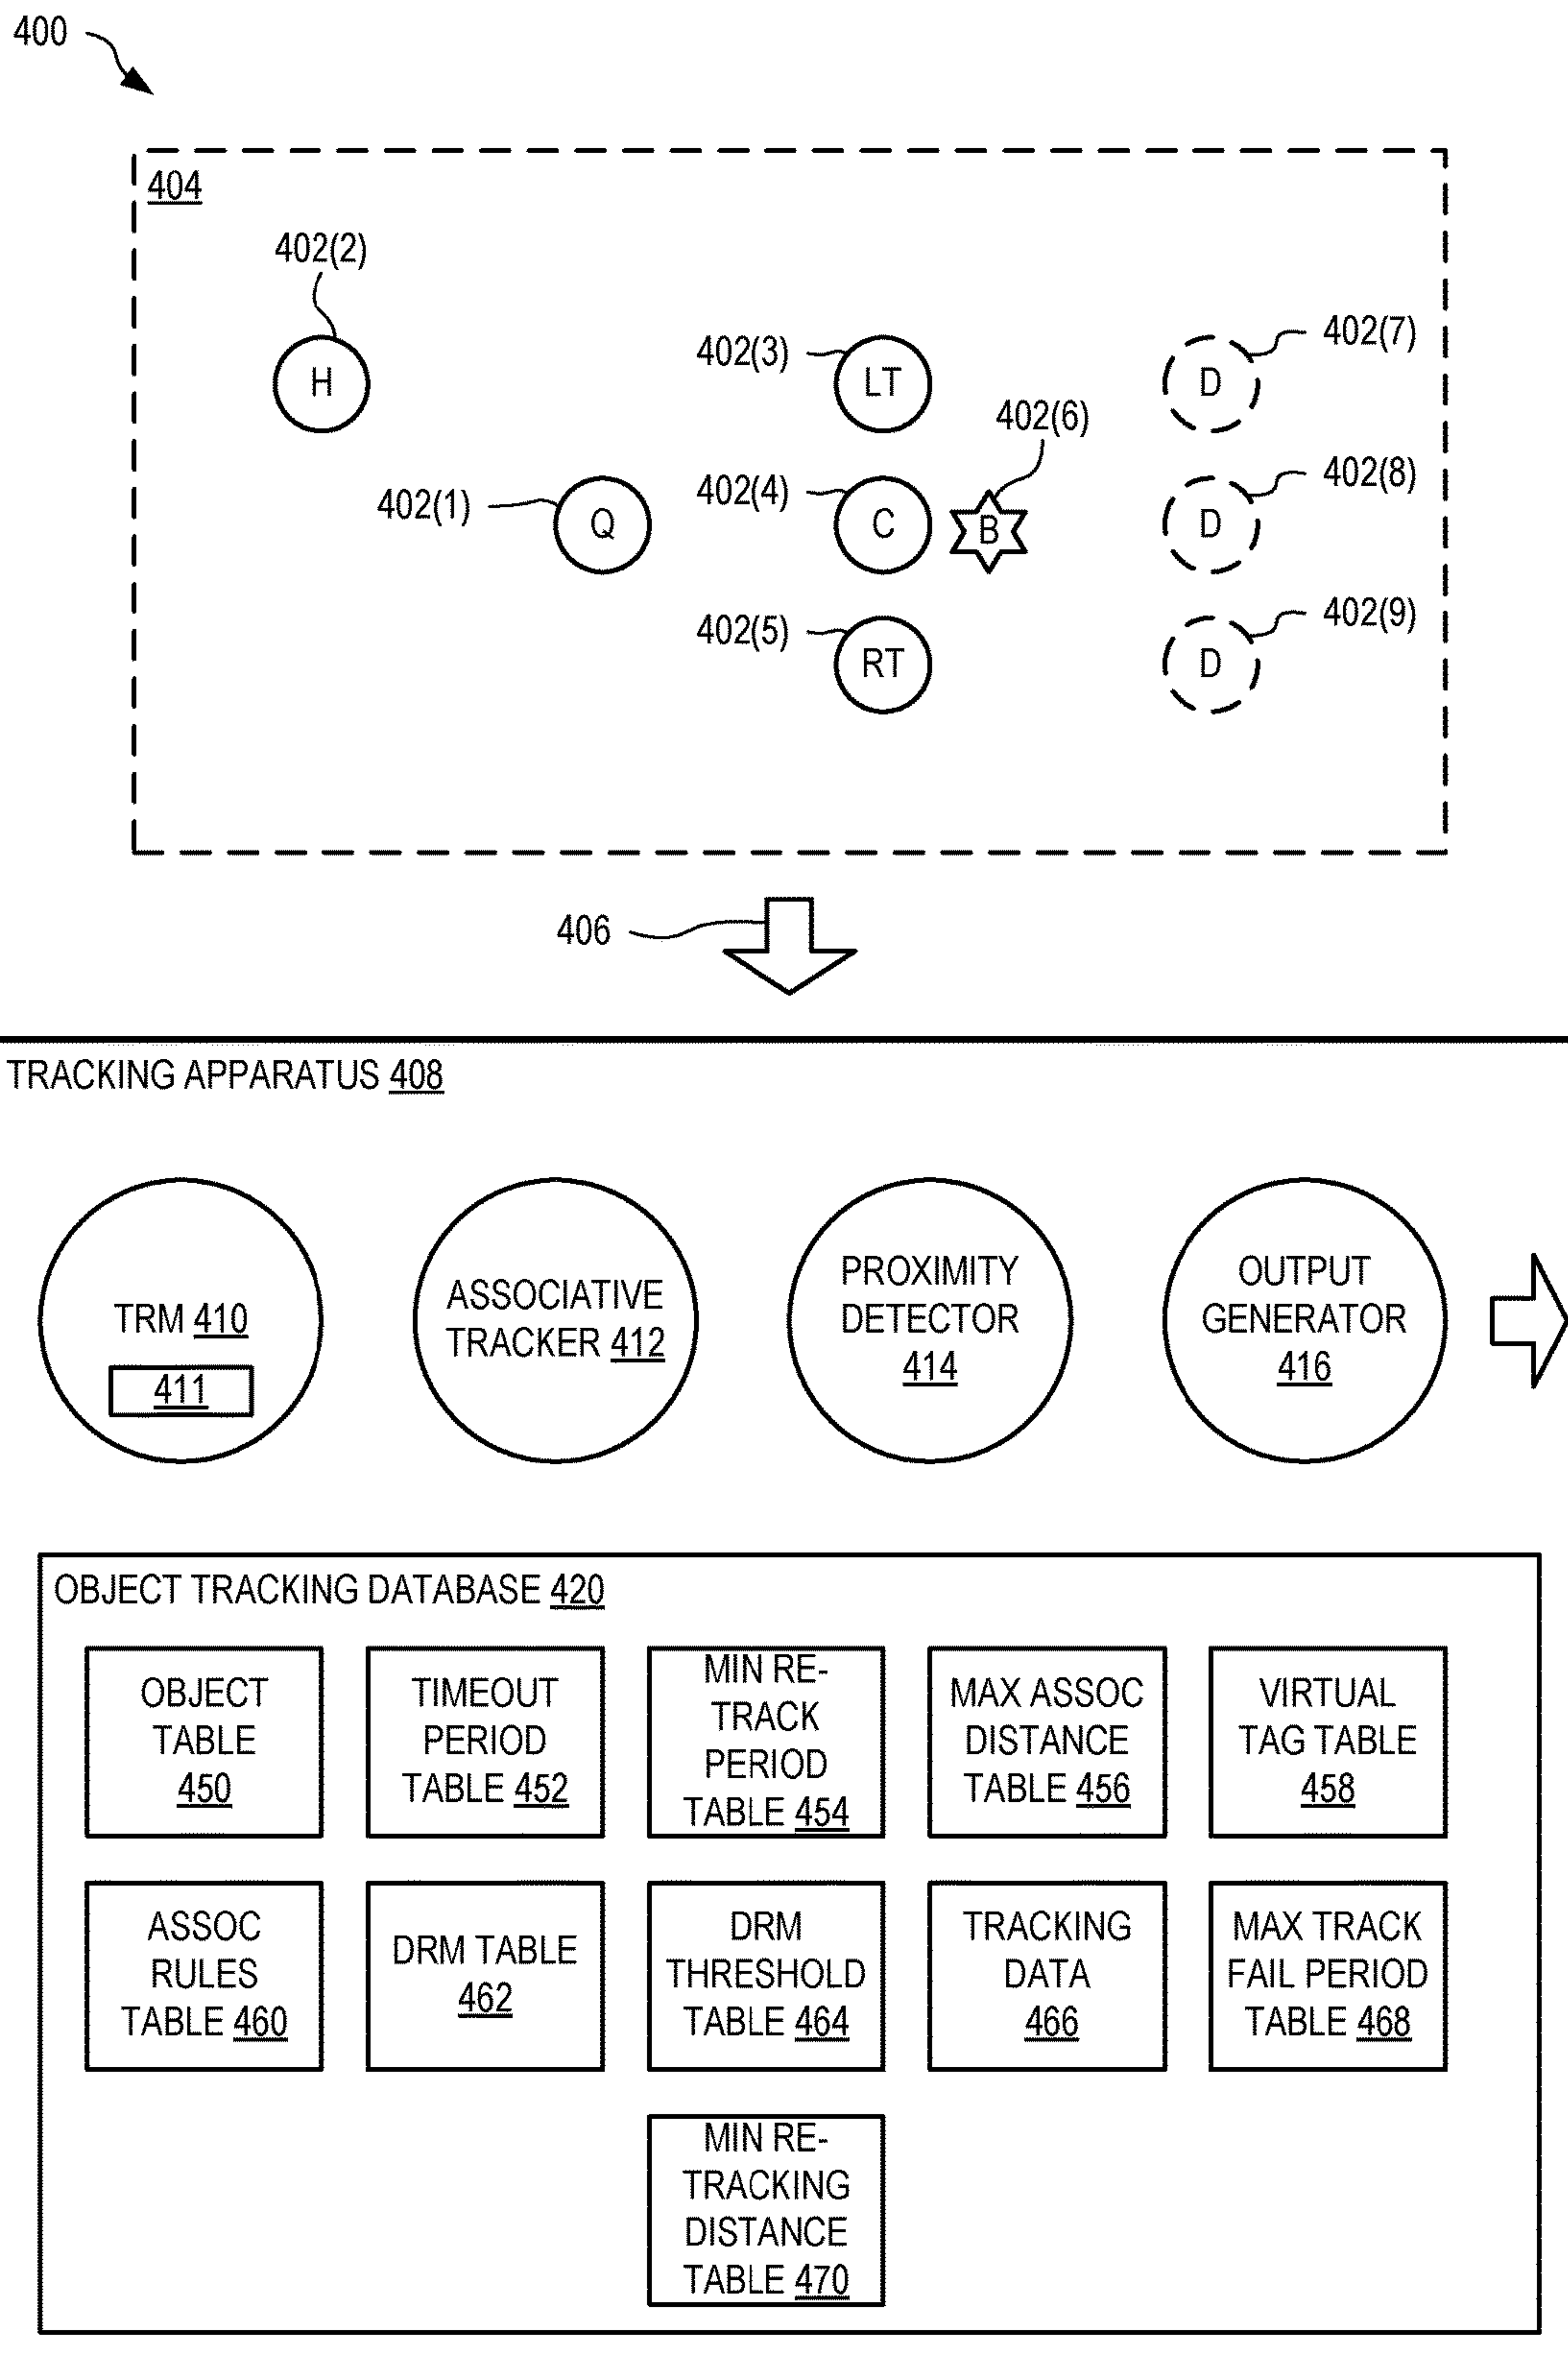 400
404
402(2)
H
402(3)
LT
402(7)
D
402(6)
402(1)
Q
402(4)
C
B
402(8)
D
402(5)
RT
402(9)
D
406
TRACKING APPARATUS 408
TRM 410
411
ASSOCIATIVE
TRACKER 412
PROXIMITY
DETECTOR
414
OUTPUT
GENERATOR
416
OBJECT TRACKING DATABASE 420
OBJECT
TABLE
450
TIMEOUT
PERIOD
TABLE 452
MIN RE-
TRACK
PERIOD
TABLE 454
MAX ASSOC
DISTANCE
TABLE 456
VIRTUAL
TAG TABLE
458
ASSOC
RULES
TABLE 460
DRM TABLE
462
DRM
THRESHOLD
TABLE 464
TRACKING
DATA
466
MAX TRACK
FAIL PERIOD
TABLE 468
MIN RE-
TRACKING
DISTANCE
TABLE 470